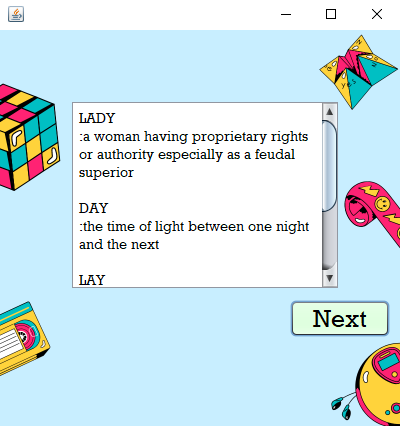 LADY
:a woman having proprietary rights
or authority especially as a feudal
superior
DAY
:the time of light between one night
and the next
LAY
Next
YES